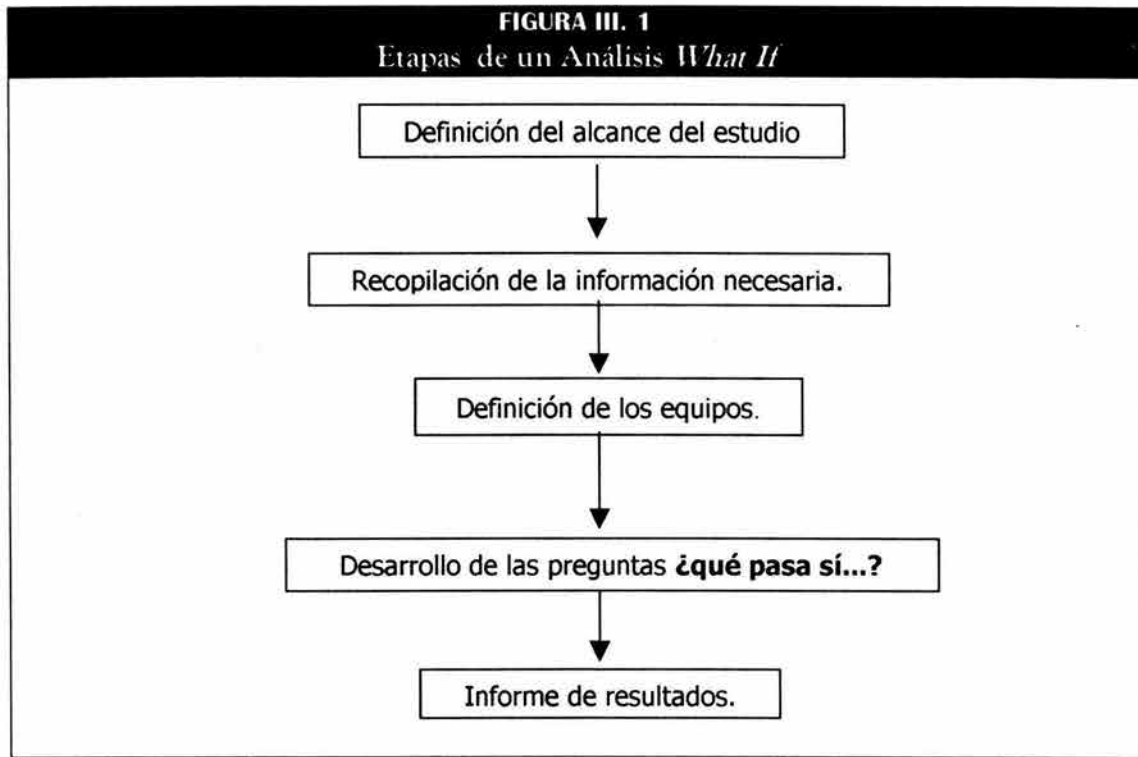 FIGURA III. 1
Etapas de un Análisis What If
Definición del alcance del estudio
Recopilación de la información necesaria.
Definición de los equipos.
Desarrollo de las preguntas ¿qué pasa sí...?
Informe de resultados.